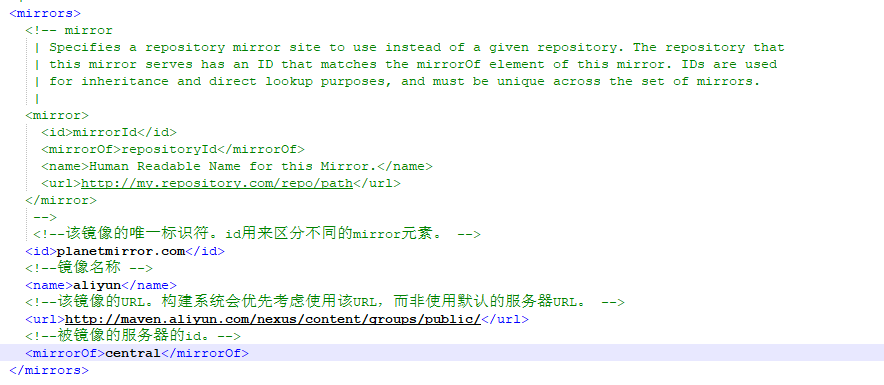 <mirrors>
<!-- mirror
| Specifies a repository mirror site to use instead of a given repository. The repository that
| this mirror serves has an ID that matches the mirrorOf element of this mirror. IDs are used
| for inheritance and direct lookup purposes, and must be unique across the set of mirrors.
|
<mirror>
<id>mirrorId</id>
<mirrorOf>repositoryId</mirrorOf>
<name>Human Readable Name for this Mirror.</name>
<url>http://my.repository.com/repo/path</url>
</mirror>
-->
<!--该镜像的唯一标识符。id用来区分不同的mirror元素。 -->
<id>planetmirror.com</id>
<!--镜像名称 -->
<name>aliyun</name>
<!--该镜像的URL。构建系统会优先考虑使用该URL，而非使用默认的服务器URL。 -->
<url>http://maven.aliyun.com/nexus/content/groups/public/</url>
<!--被镜像的服务器的id。-->
<mirrorOf>central</mirrorOf>
</mirrors>